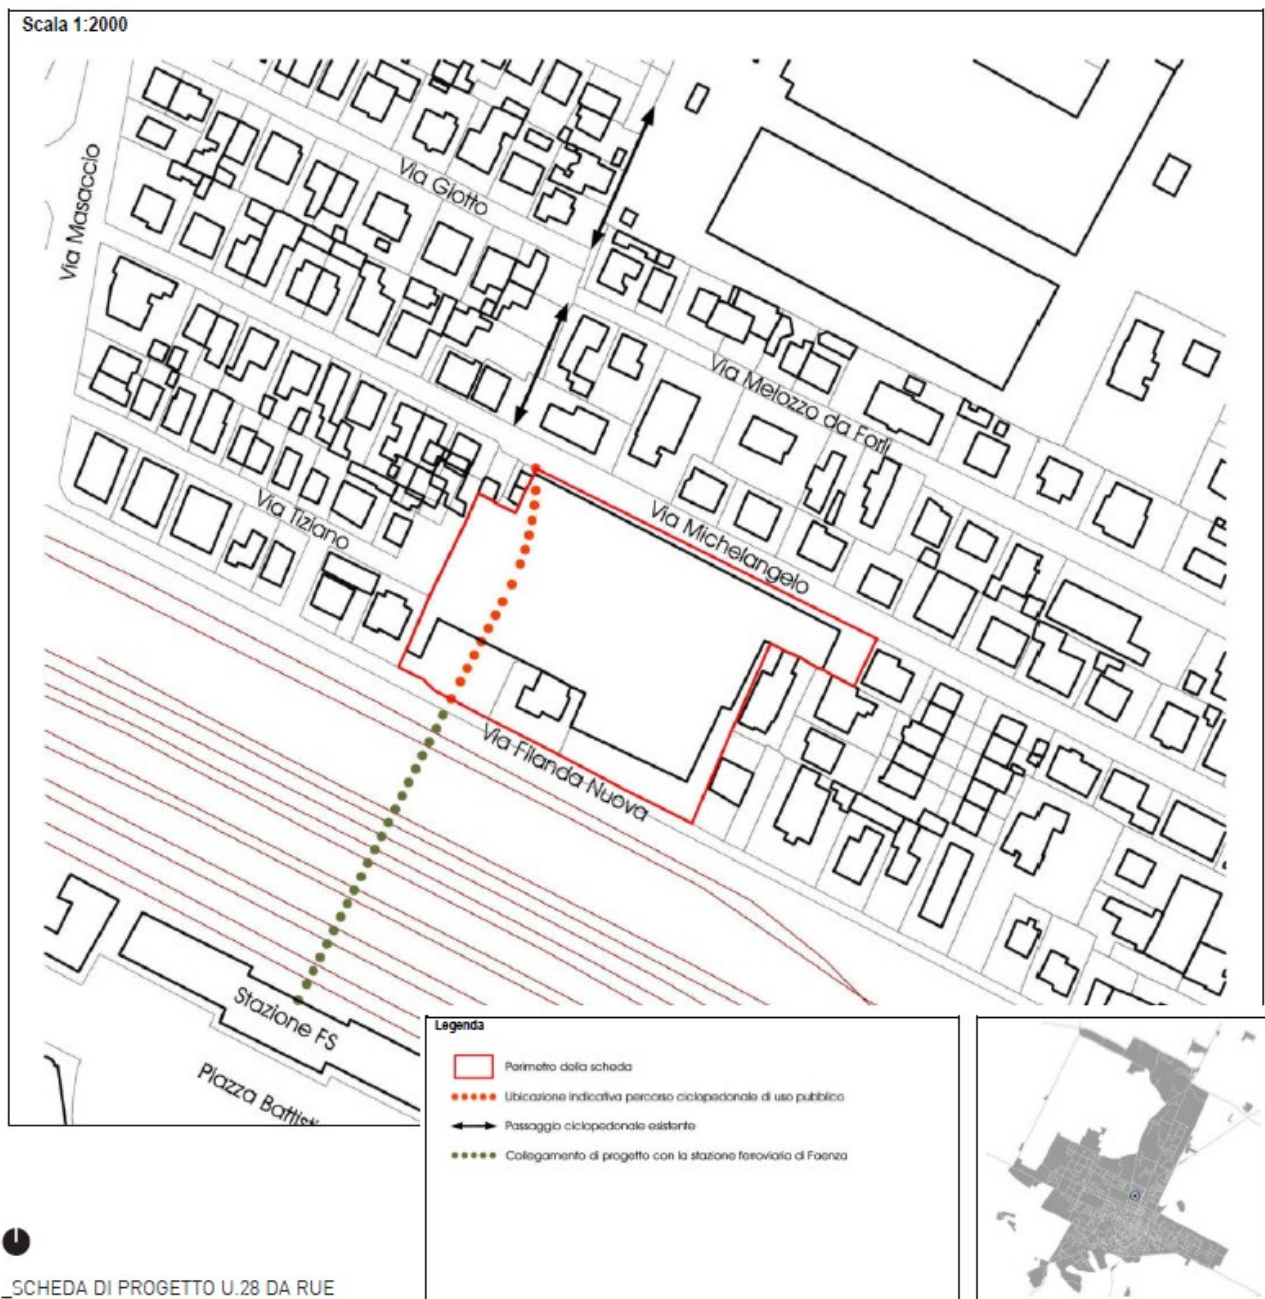 Scala 1:2000
Via Masaccio
Via Giotto
Via Melozzo da Forlì
Via Michelangelo
Via Tiziano
Via Filanda Nuova
Stazione FS
Piazza Battisti
Legenda
Perimetro della scheda
Ubicazione indicativa percorso ciclopedonale di uso pubblico
Passaggio ciclopedonale esistente
Collegamento di progetto con la stazione ferroviaria di Faenza
_SCHEDA DI PROGETTO U.28 DA RUE